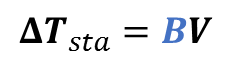 ΔT_sta = BV